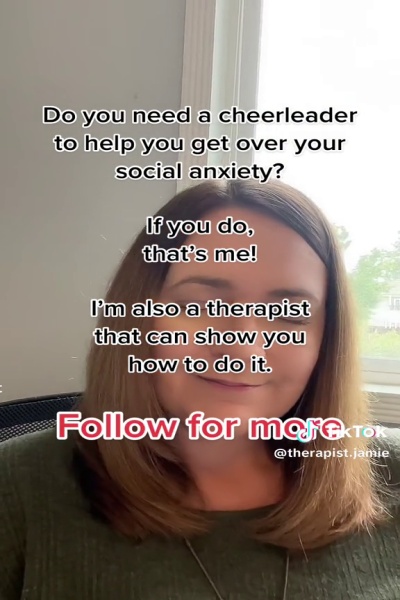 Do you need a cheerleader
to help you get over your
social anxiety?
If you do,
that's me!
I'm also a therapist
that can show you
how to do it.
Follow for more
TikTok
@therapist.jamie